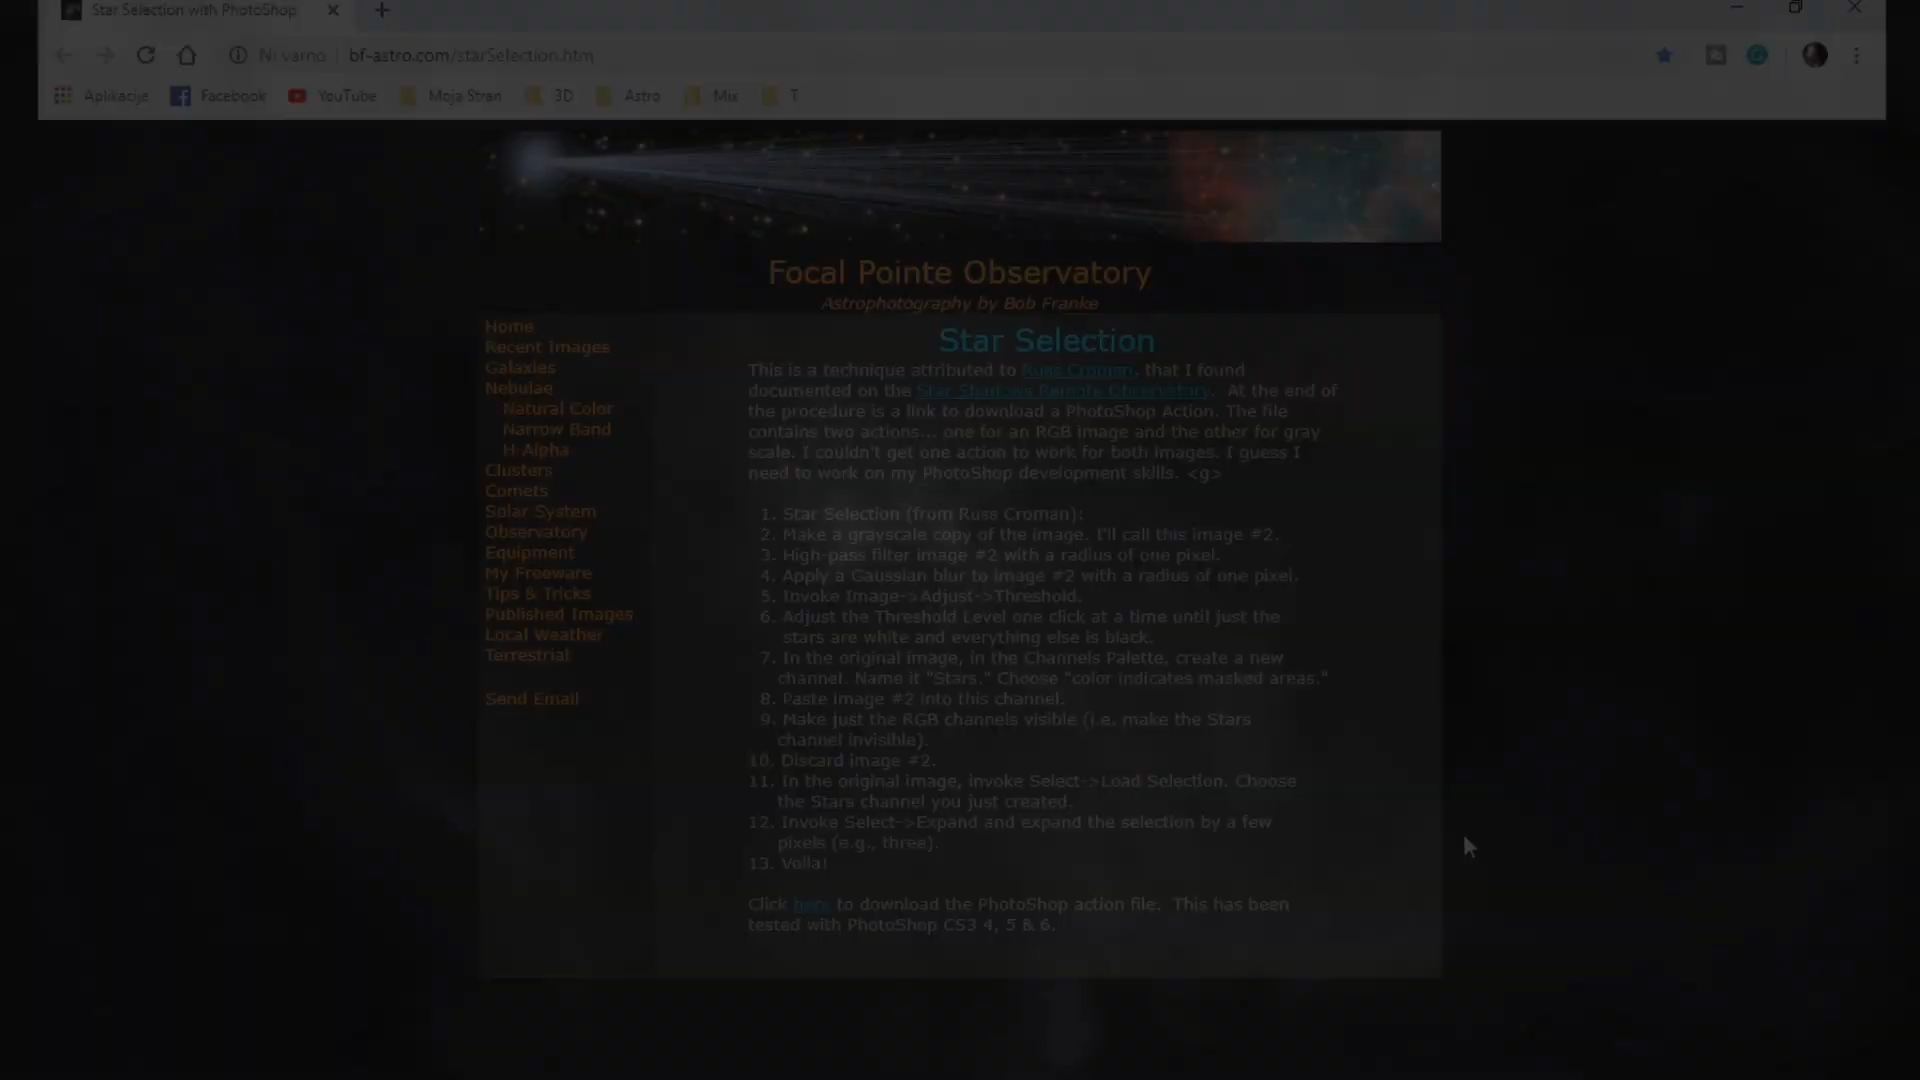 Star Selection with PhotoShop
Ni varno
bf-astro.com/starSelection.htm
Aplikacije
Facebook
YouTube
Moja Stran
3D
Astro
Mix
T
Focal Pointe Observatory
Astrophotography by Bob Franke
Home
Recent Images
Galaxies
Nebulae
Natural Color
Narrow Band
H Alpha
Clusters
Comets
Solar System
Observatory
Equipment
My Freeware
Tips & Tricks
Published Images
Local Weather
Terrestrial
Send Email
Star Selection
This is a technique attributed to Russ Croman, that I found
documented on the Star Shadows Remote Observatory. At the end of
the procedure is a link to download a PhotoShop Action. The file
contains two actions... one for an RGB image and the other for gray
scale. I couldn't get one action to work for both images. I guess I
need to work on my PhotoShop development skills. <g>
1. Star Selection (from Russ Croman):
2. Make a grayscale copy of the image. I'll call this image #2.
3. High-pass filter image #2 with a radius of one pixel.
4. Apply a Gaussian blur to image #2 with a radius of one pixel.
5. Invoke Image->Adjust->Threshold.
6. Adjust the Threshold Level one click at a time until just the
stars are white and everything else is black.
7. In the original image, in the Channels Palette, create a new
channel. Name it "Stars." Choose "color indicates masked areas."
8. Paste image #2 into this channel.
9. Make just the RGB channels visible (i.e. make the Stars
channel invisible).
10. Discard image #2.
11. In the original image, invoke Select->Load Selection. Choose
the Stars channel you just created.
12. Invoke Select->Expand and expand the selection by a few
pixels (e.g., three).
13. Volla!
Click here to download the PhotoShop action file. This has been
tested with PhotoShop CS3 4, 5 & 6.